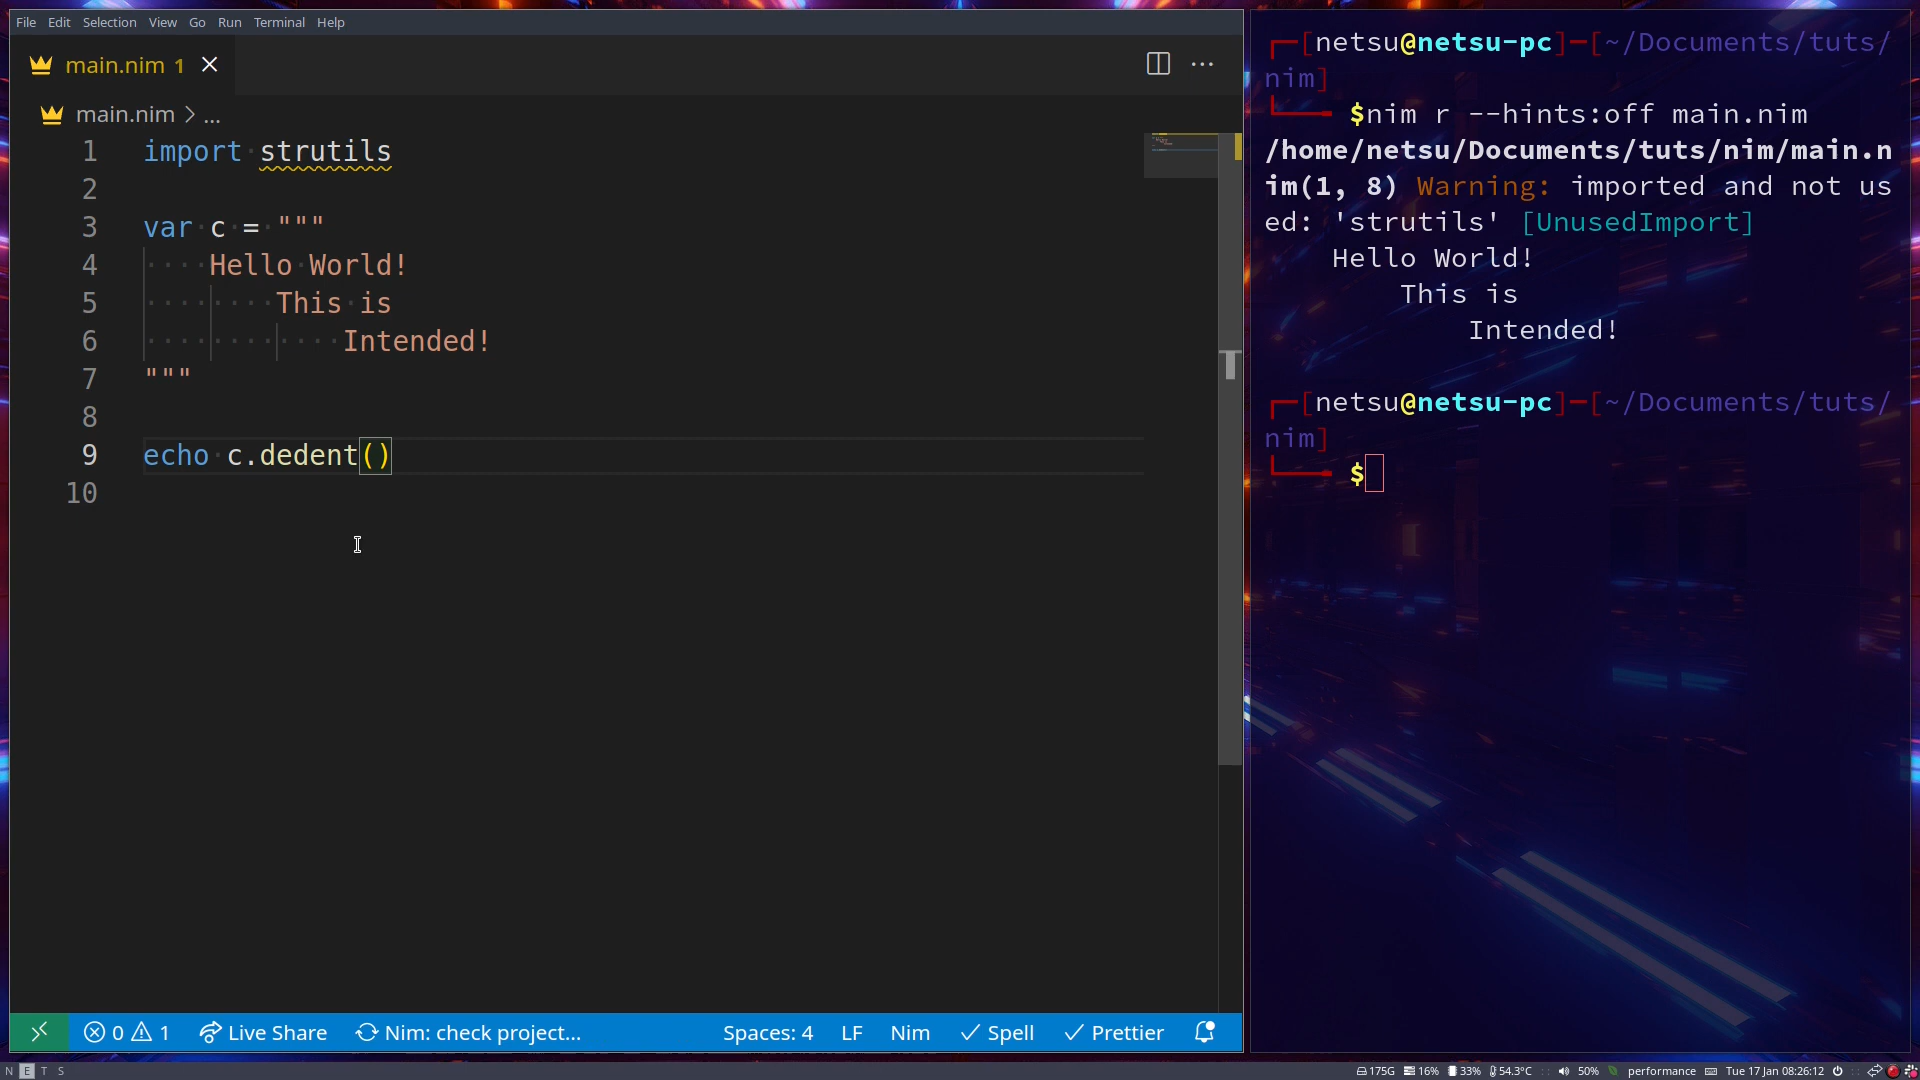 File Edit Selection View Go Run Terminal Help
main.nim 1
main.nim > ...
1 import strutils
2
3 var c = """
4 Hello World!
5 This is
6 Intended!
7 """
8
9 echo c.dedent()
10
0 1 Live Share Nim: check project... Spaces: 4 LF Nim Spell Prettier
[netsu@netsu-pc]-[~/Documents/tuts/
nim]
$nim r --hints:off main.nim
/home/netsu/Documents/tuts/nim/main.n
im(1, 8) Warning: imported and not us
ed: 'strutils' [UnusedImport]
Hello World!
This is
Intended!
[netsu@netsu-pc]-[~/Documents/tuts/
nim]
$
N E T S 175G 16% 33% 54.3°C 50% performance Tue 17 Jan 08:26:12